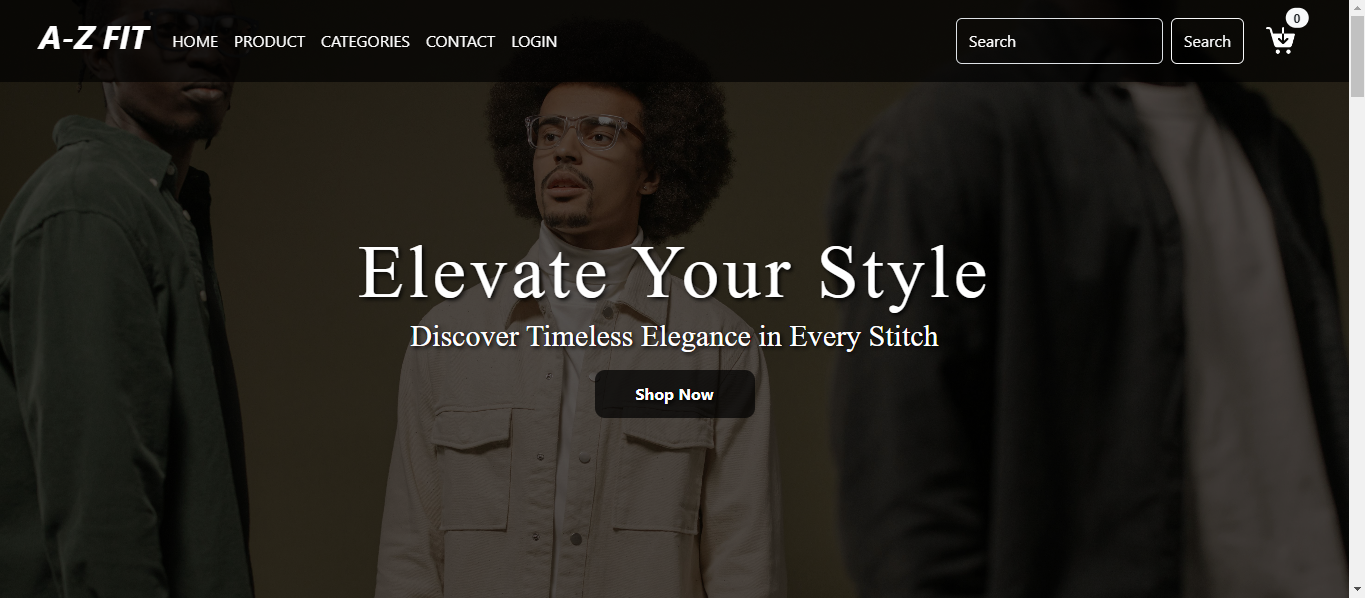 A-Z FIT HOME PRODUCT CATEGORIES CONTACT LOGIN Search Search 0
Elevate Your Style
Discover Timeless Elegance in Every Stitch
Shop Now